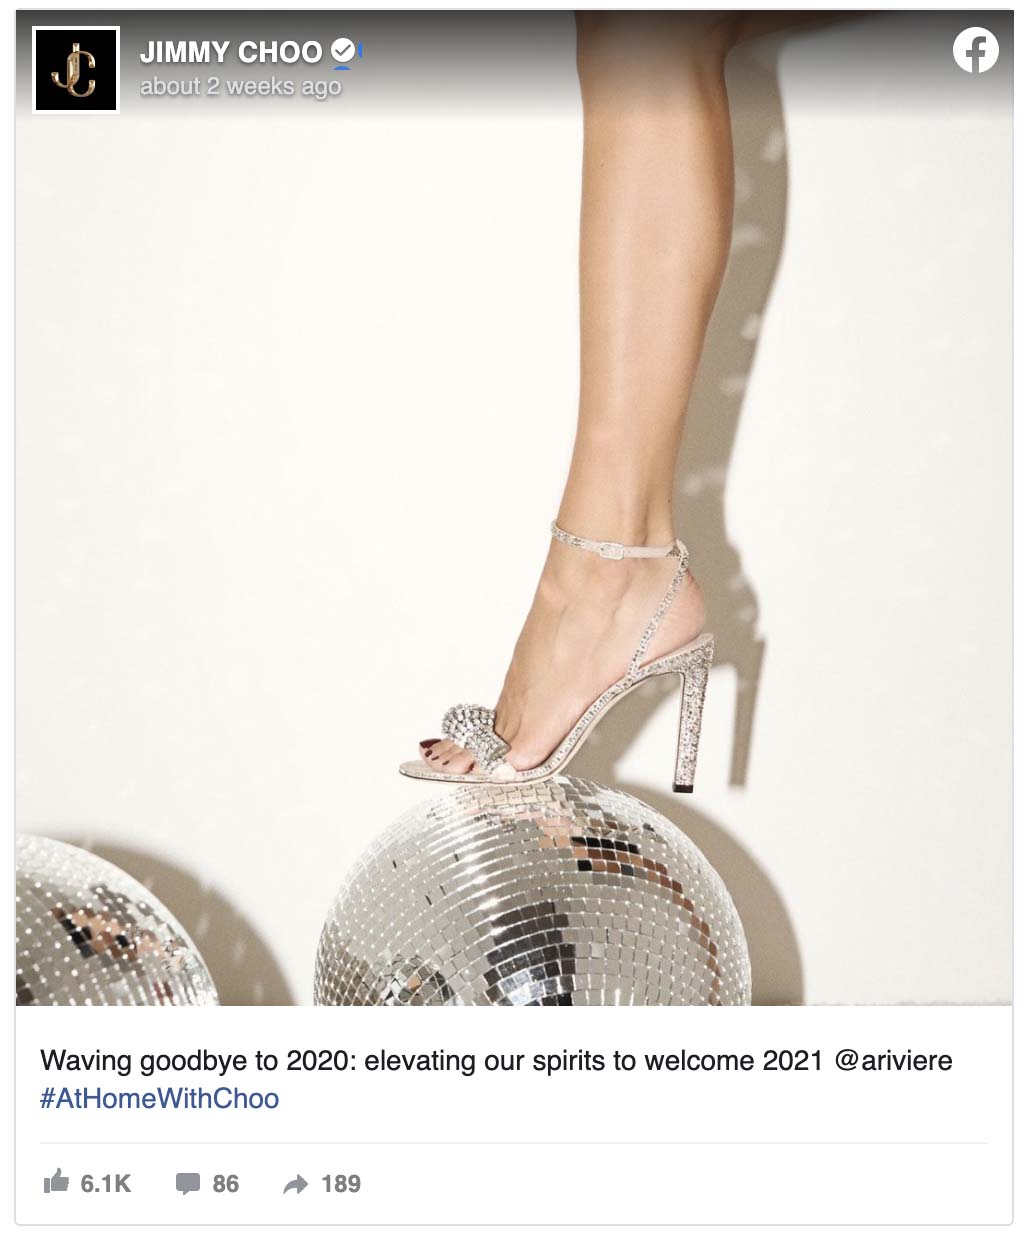 JC
JIMMY CHOO
about 2 weeks ago
Waving goodbye to 2020: elevating our spirits to welcome 2021 @ariviere
#AtHomeWithChoo
6.1K 86 189